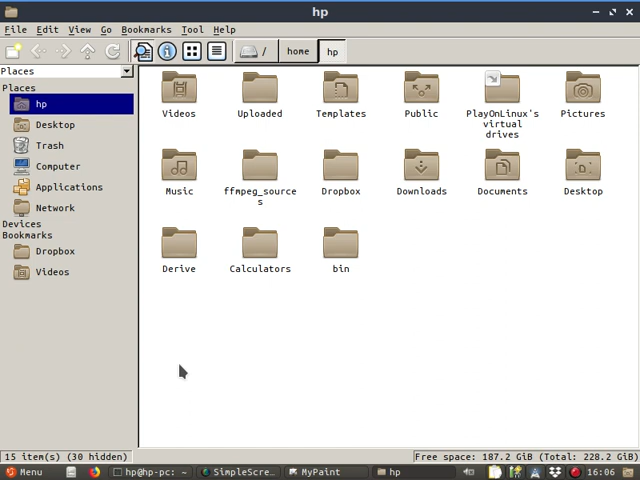 hp
File Edit View Go Bookmarks Tool Help
/ home hp
Places
Places
hp
Desktop
Trash
Computer
Applications
Network
Devices
Bookmarks
Dropbox
Videos
Videos Uploaded Templates Public PlayOnLinux's Pictures
virtual
drives
Music ffmpeg_source Dropbox Downloads Documents Desktop
s
Derive Calculators bin
15 item(s) (30 hidden) Free space: 187.2 GiB (Total: 228.2 GiB)
Menu hp@hp-pc: ~ SimpleScre… MyPaint hp 16:06